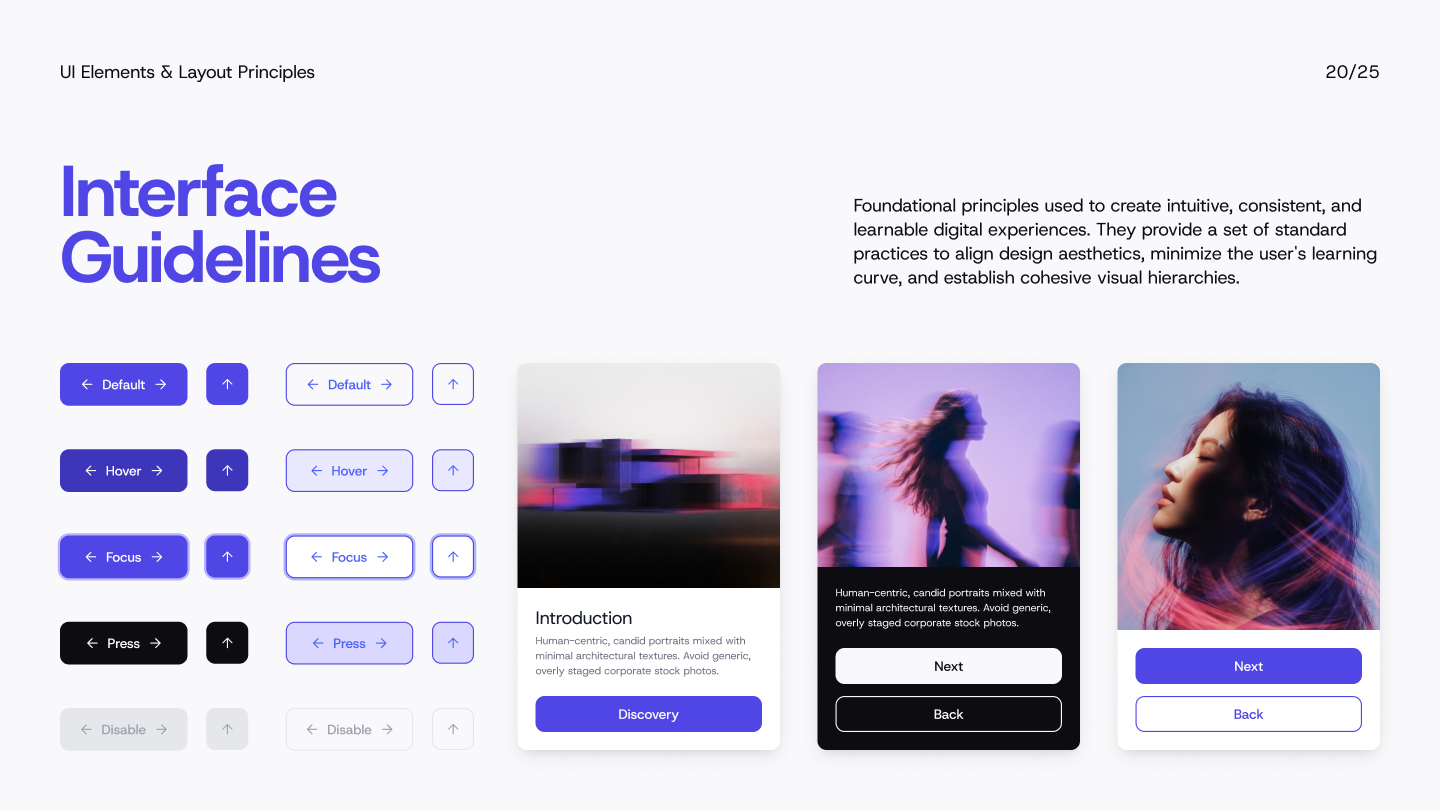 UI Elements & Layout Principles
20/25
Interface
Guidelines
Foundational principles used to create intuitive, consistent, and
learnable digital experiences. They provide a set of standard
practices to align design aesthetics, minimize the user's learning
curve, and establish cohesive visual hierarchies.
← Default → ↑ ← Default → ↑
← Hover → ↑ ← Hover → ↑
← Focus → ↑ ← Focus → ↑
← Press → ↑ ← Press → ↑
← Disable → ↑ ← Disable → ↑
Introduction
Human-centric, candid portraits mixed with
minimal architectural textures. Avoid generic,
overly staged corporate stock photos.
Discovery
Human-centric, candid portraits mixed with
minimal architectural textures. Avoid generic,
overly staged corporate stock photos.
Next
Back
Next
Back